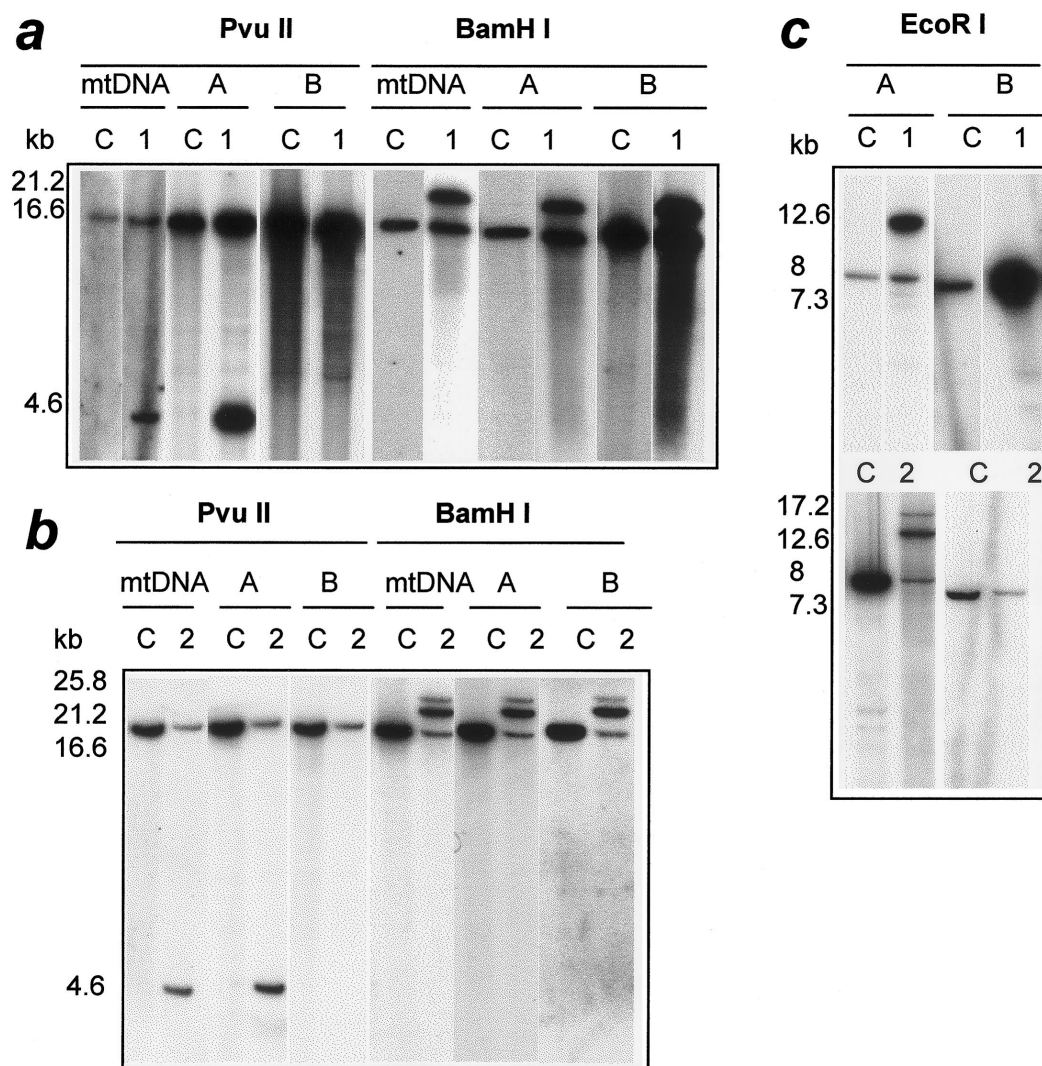 a
Pvu II BamH I
mtDNA A B mtDNA A B
kb C 1 C 1 C 1 C 1 C 1 C 1
21.2
16.6
4.6
b
Pvu II BamH I
mtDNA A B mtDNA A B
kb C 2 C 2 C 2 C 2 C 2 C 2
25.8
21.2
16.6
4.6
c
EcoR I
A B
kb C 1 C 1
12.6
8
7.3
C 2 C 2
17.2
12.6
8
7.3